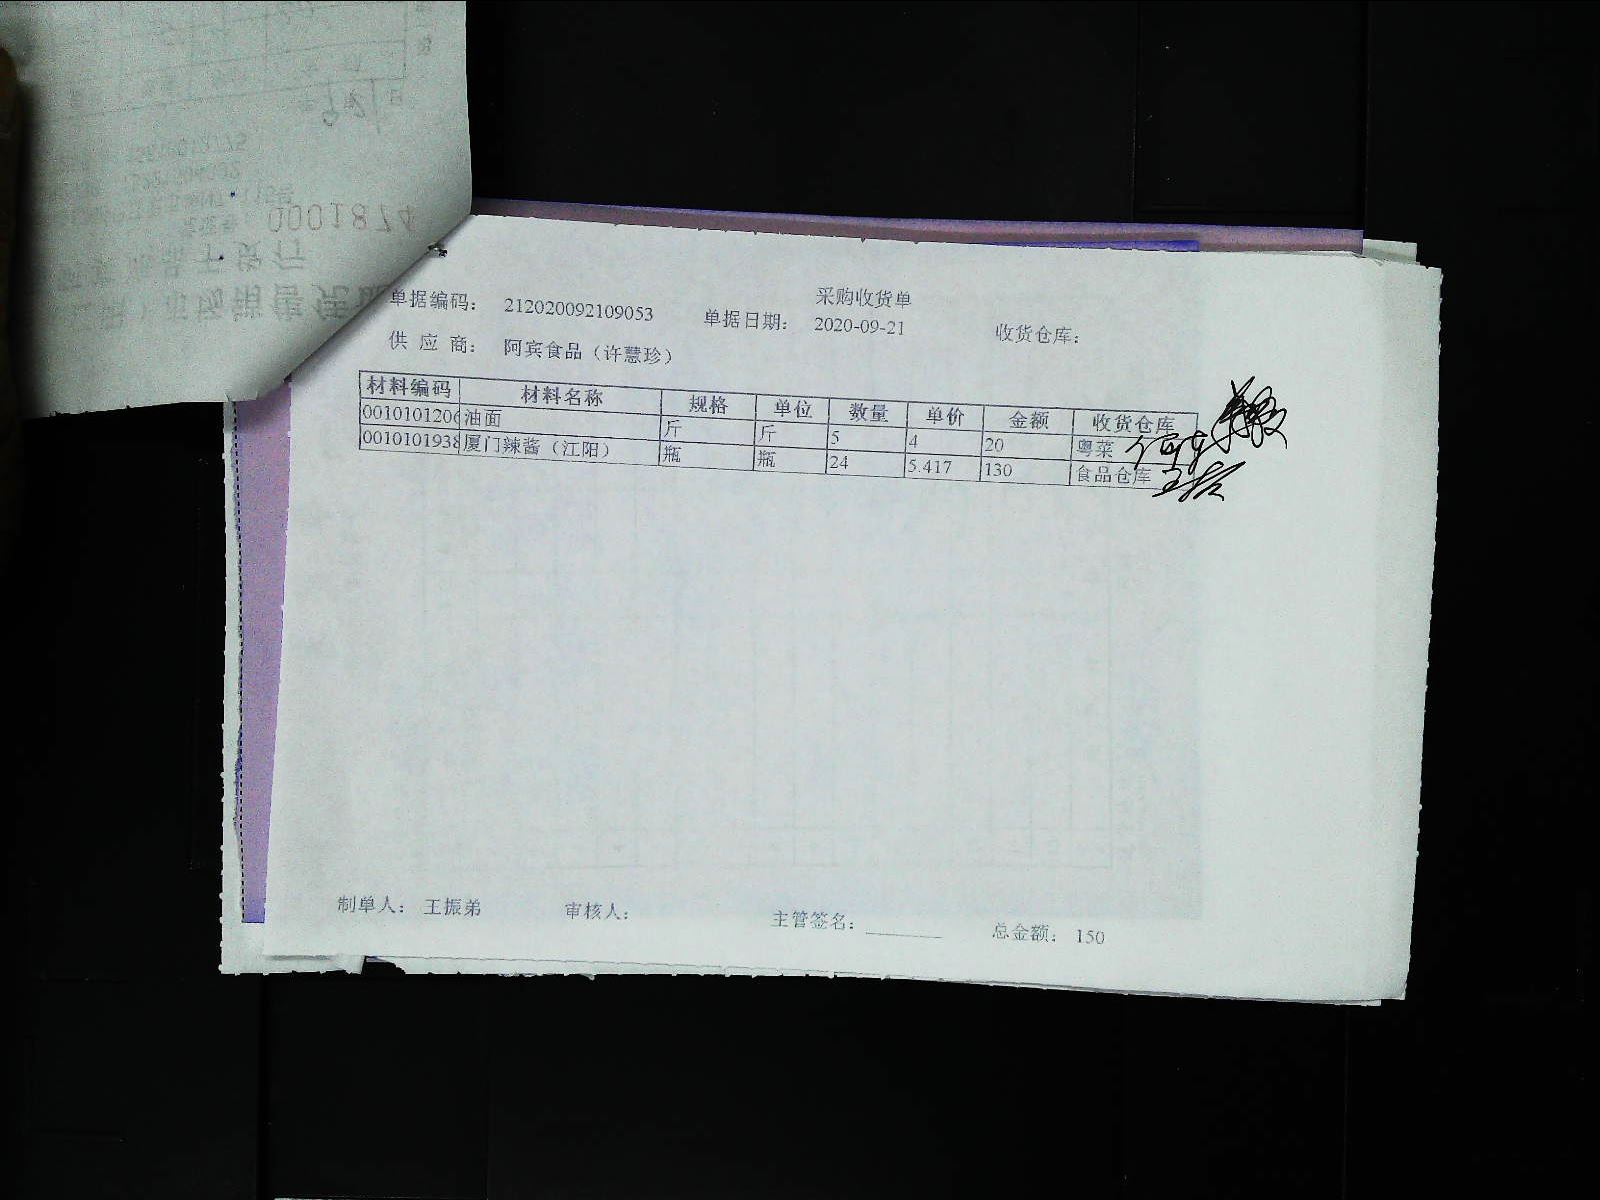 0001874
采购收货单
单据编码： 212020092109053 单据日期： 2020-09-21 收货仓库：
供 应 商： 阿宾食品（许慧珍）
材料编码 材料名称 规格 单位 数量 单价 金额 收货仓库
0010101206 油面 斤 斤 5 4 20 粤菜
0010101938 厦门辣酱（江阳） 瓶 瓶 24 5.417 130 食品仓库
制单人： 王振弟 审核人： 主管签名： 总金额： 150